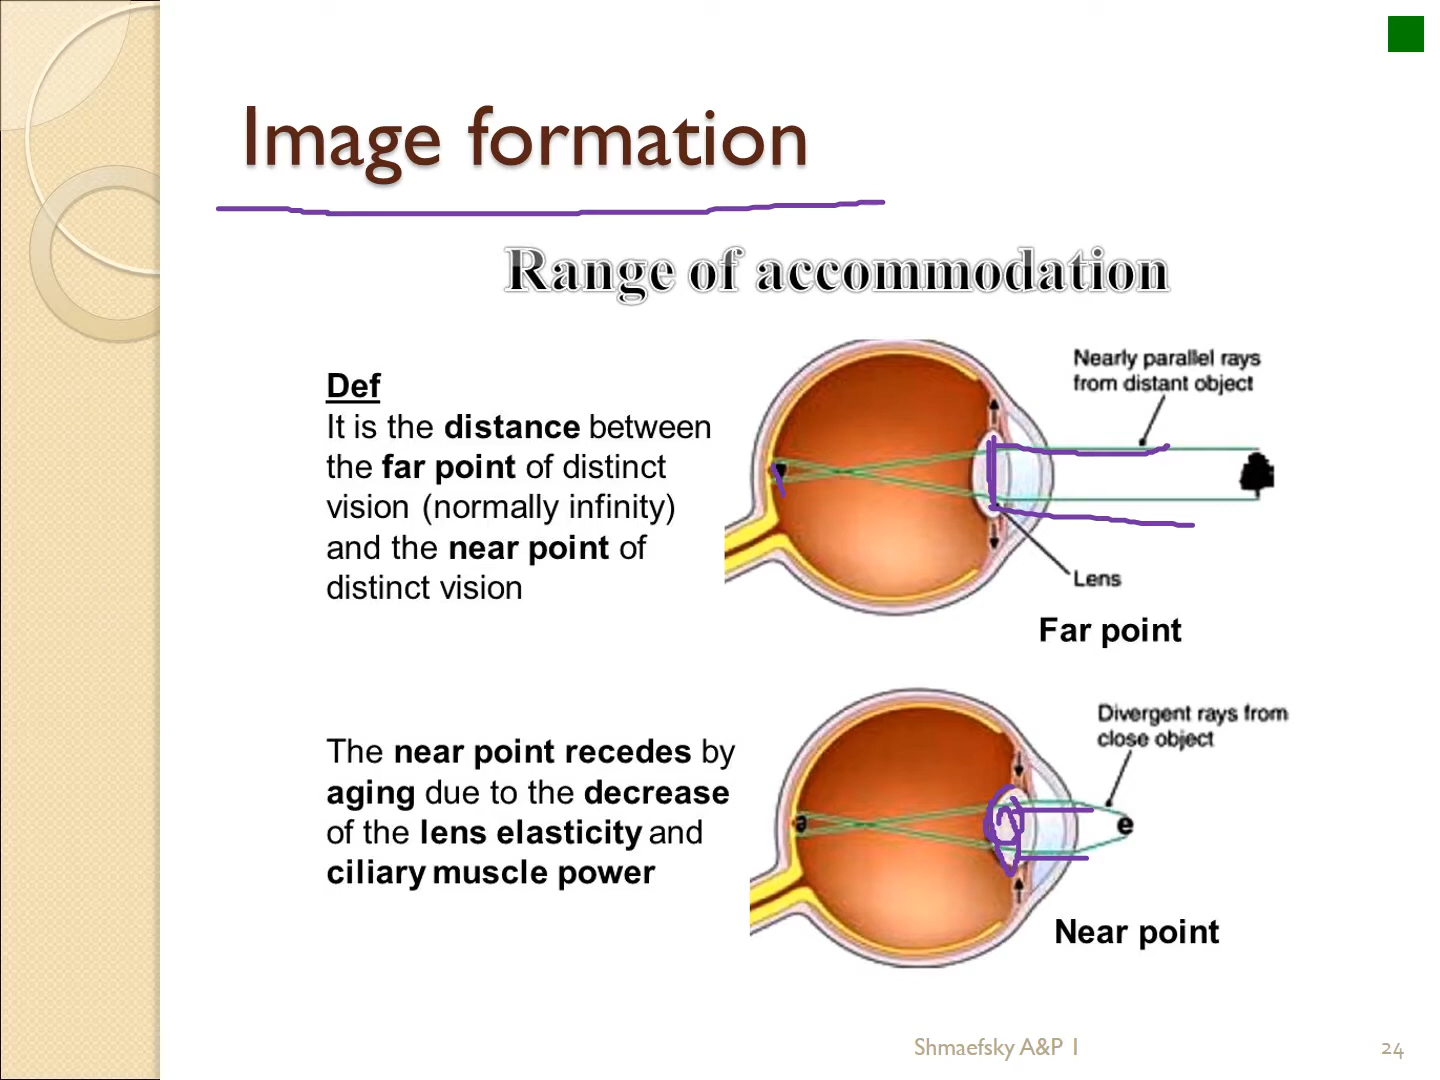 Image formation
Range of accommodation
Def
It is the distance between
the far point of distinct
vision (normally infinity)
and the near point of
distinct vision
Nearly parallel rays
from distant object
Lens
Far point
The near point recedes by
aging due to the decrease
of the lens elasticity and
ciliary muscle power
Divergent rays from
close object
e
e
Near point
Shmaefsky A&P 1
24